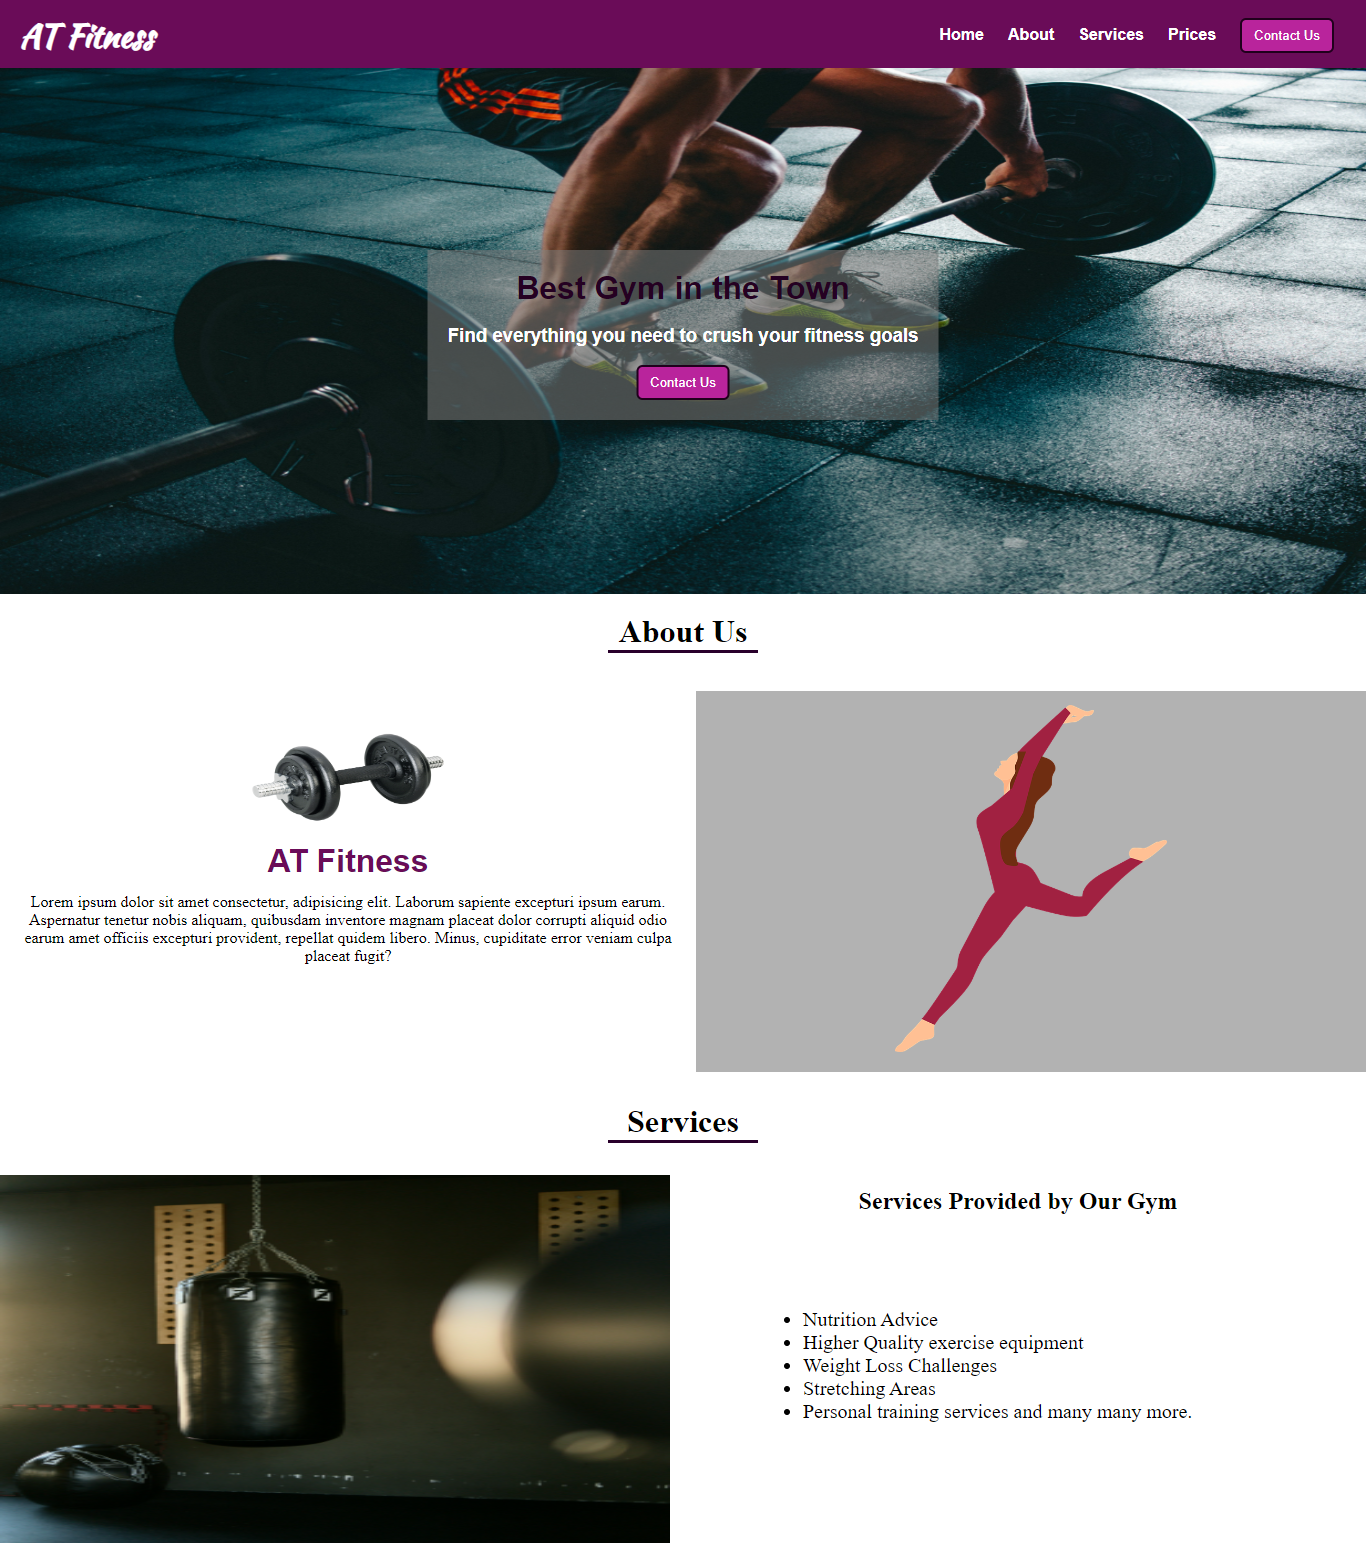 AT Fitness
Home About Services Prices Contact Us
Best Gym in the Town
Find everything you need to crush your fitness goals
Contact Us
About Us
AT Fitness
Lorem ipsum dolor sit amet consectetur, adipisicing elit. Laborum sapiente excepturi ipsum earum.
Aspernatur tenetur nobis aliquam, quibusdam inventore magnam placeat dolor corrupti aliquid odio
earum amet officiis excepturi provident, repellat quidem libero. Minus, cupiditate error veniam culpa
placeat fugit?
Services
Services Provided by Our Gym
Nutrition Advice
Higher Quality exercise equipment
Weight Loss Challenges
Stretching Areas
Personal training services and many many more.